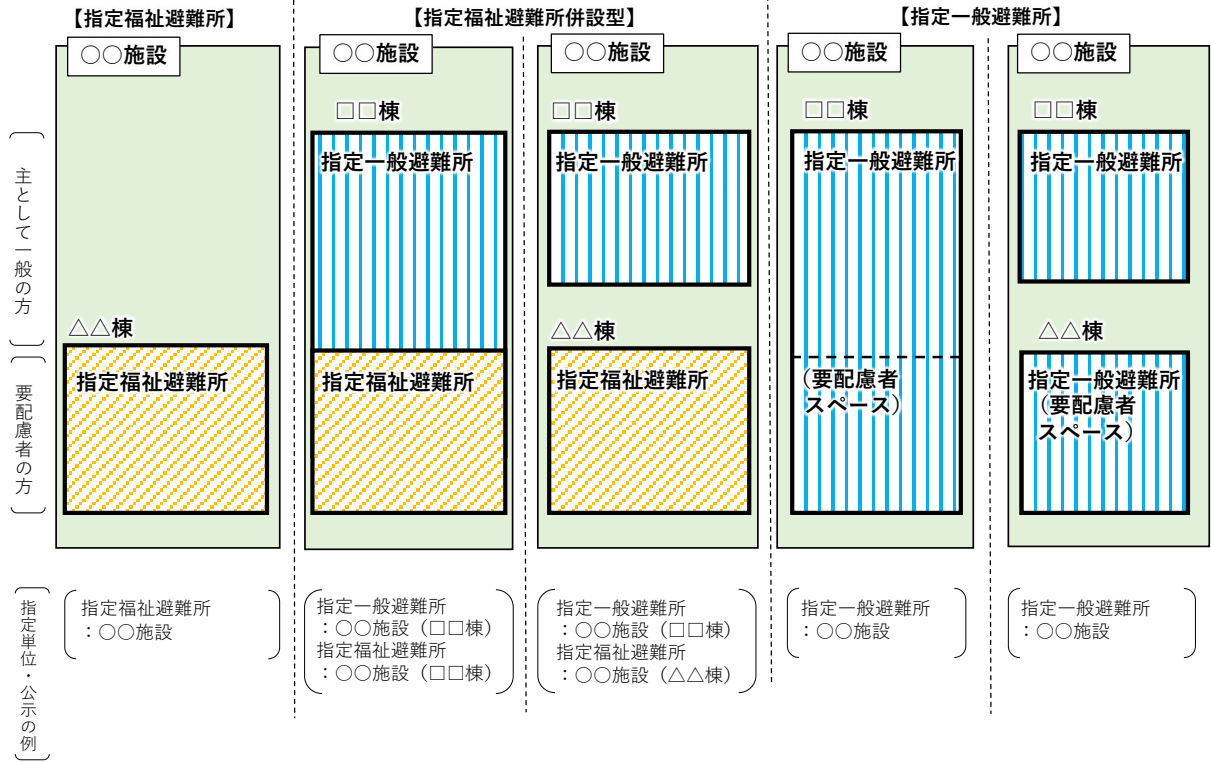 【指定福祉避難所】
【指定福祉避難所併設型】
【指定一般避難所】
○○施設
○○施設
○○施設
○○施設
○○施設
□□棟
□□棟
□□棟
□□棟
指定一般避難所
指定一般避難所
指定一般避難所
指定一般避難所
主として一般の方
△△棟
△△棟
△△棟
指定福祉避難所
指定福祉避難所
指定福祉避難所
（要配慮者
スペース）
指定一般避難所
（要配慮者
スペース）
要配慮者の方
指定単位・公示の例
指定福祉避難所
：○○施設
指定一般避難所
：○○施設（□□棟）
指定福祉避難所
：○○施設（□□棟）
指定一般避難所
：○○施設（□□棟）
指定福祉避難所
：○○施設（△△棟）
指定一般避難所
：○○施設
指定一般避難所
：○○施設